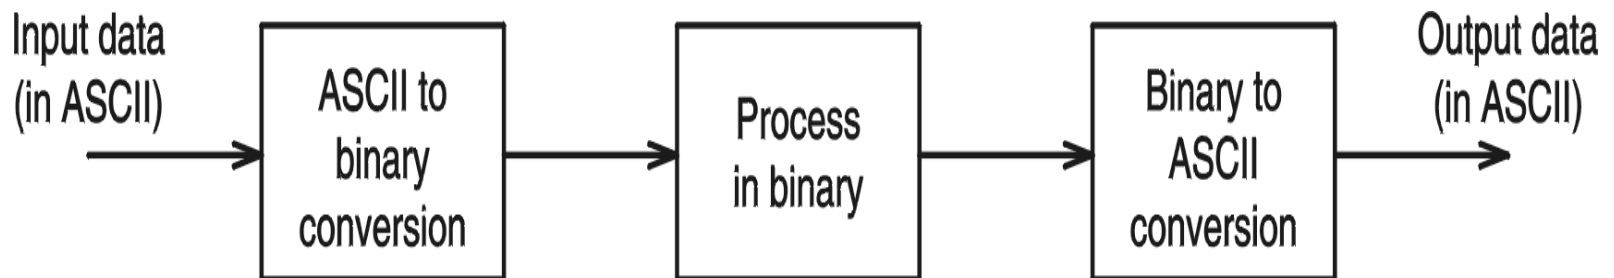 Input data
(in ASCII)
ASCII to
binary
conversion
Process
in binary
Binary to
ASCII
conversion
Output data
(in ASCII)